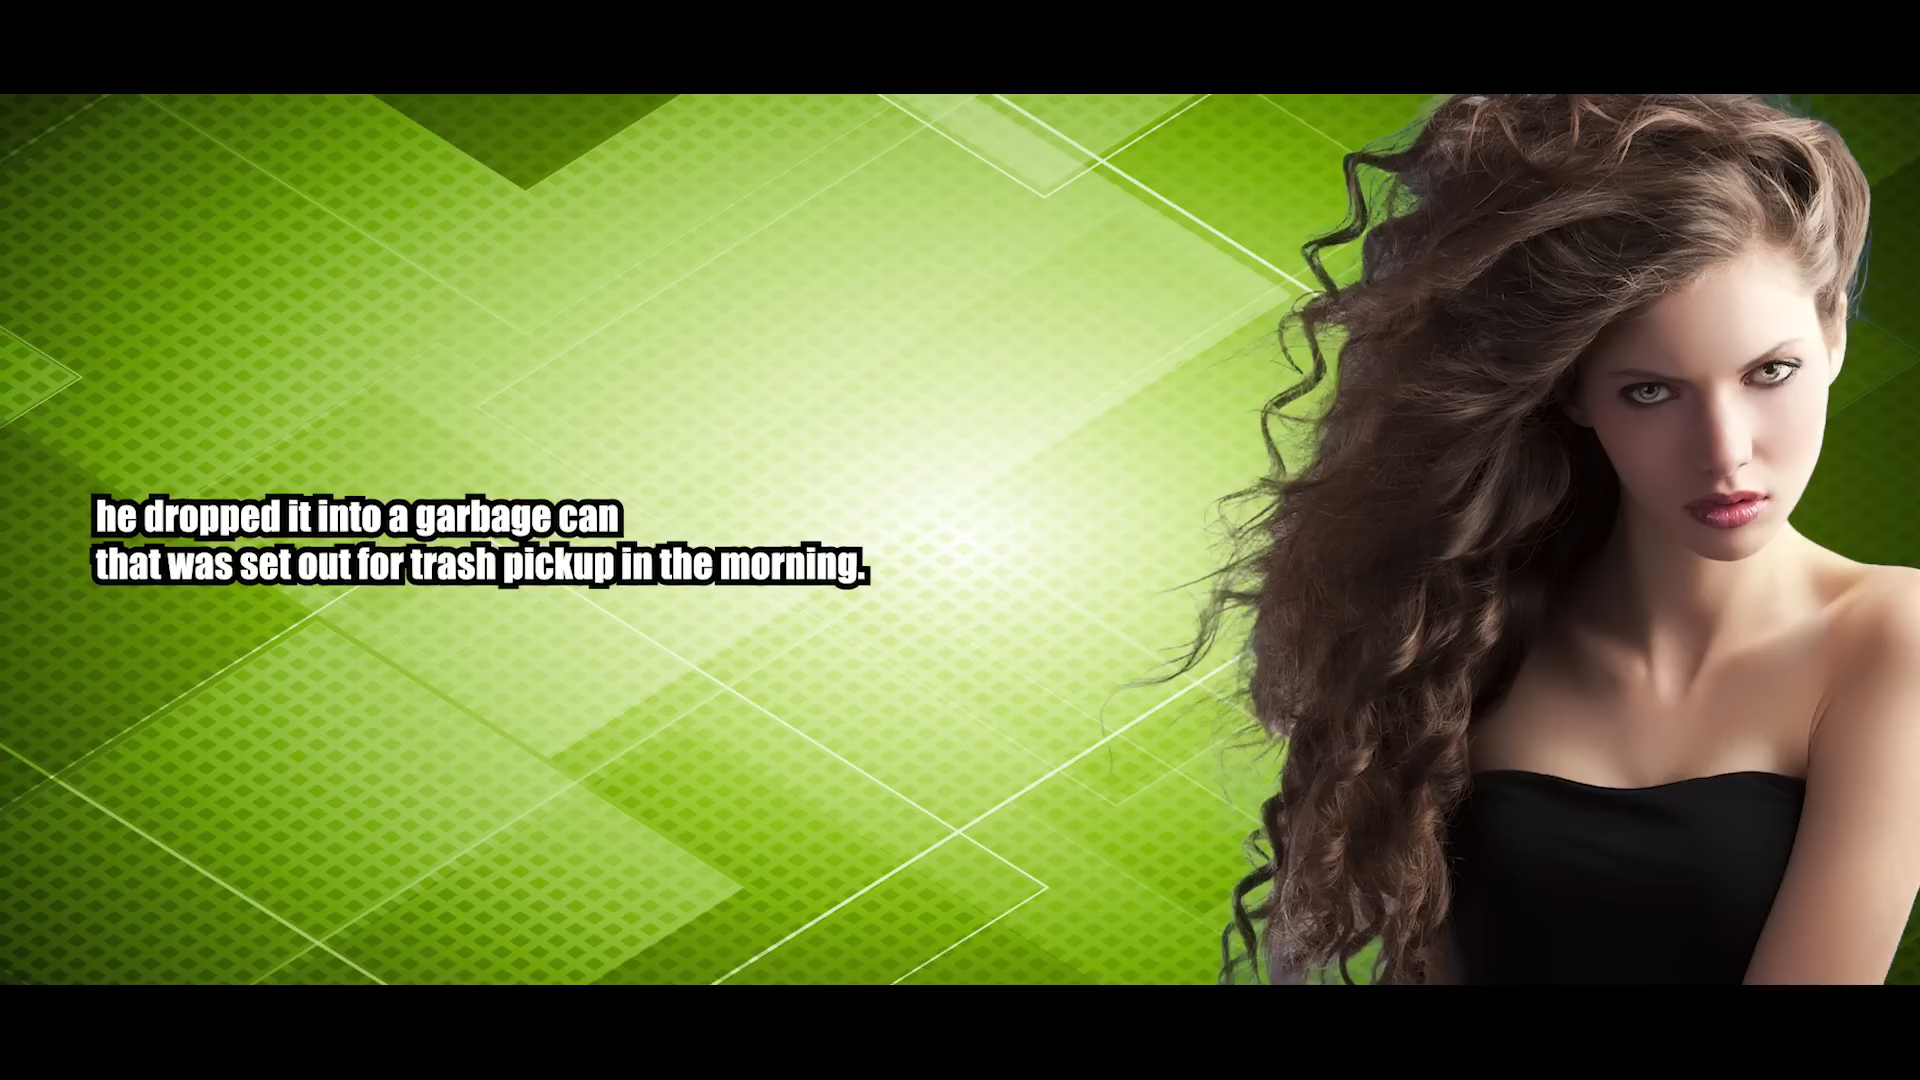 he dropped it into a garbage can
that was set out for trash pickup in the morning.